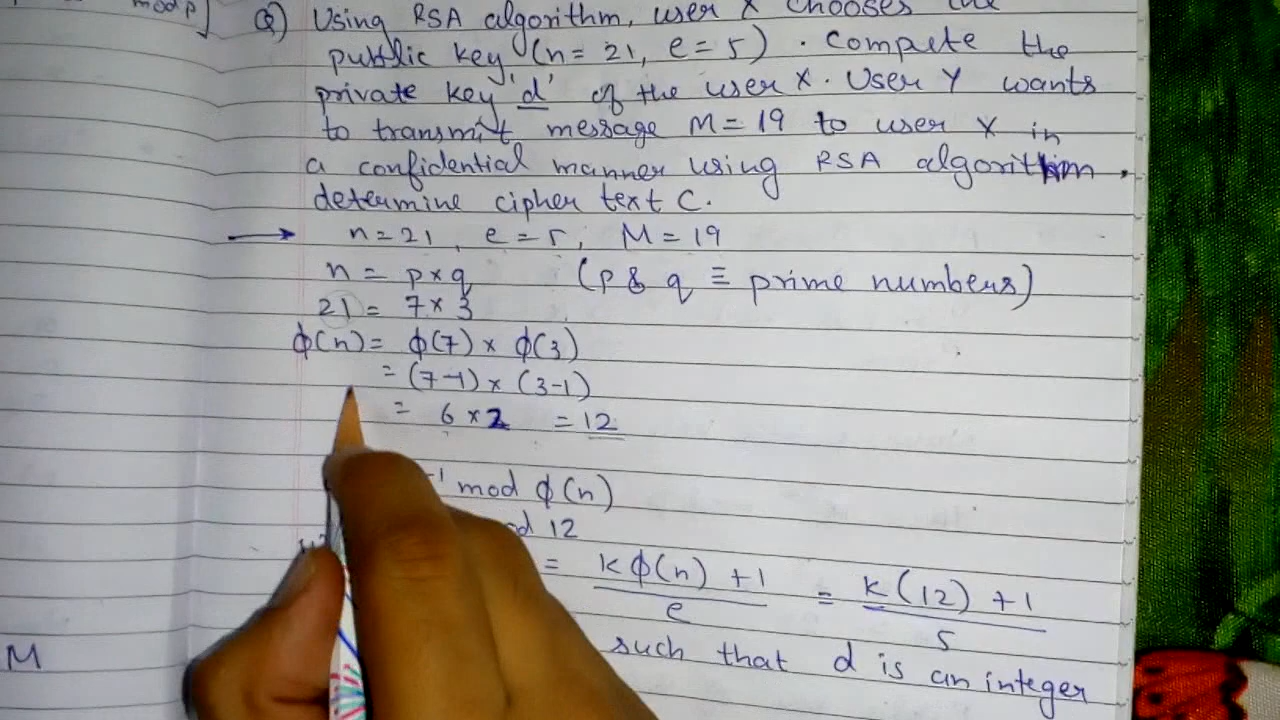 mod p]
Q) Using RSA algorithm, user X chooses the
public key (n= 21, e= 5) . Compute the
private key 'd' of the user X. User Y wants
to transmit message M= 19 to user X in
a confidential manner using RSA algorithm.
determine cipher text C.
→ n= 21, e= 5, M= 19
n = p×q (p & q ≡ prime numbers)
21 = 7 × 3
ϕ(n)= ϕ(7) × ϕ(3)
= (7-1) × (3-1)
= 6 × 2 = 12
-1 mod ϕ(n)
12
= kϕ(n) +1 / e = k(12) +1 / 5
such that d is an integer
M